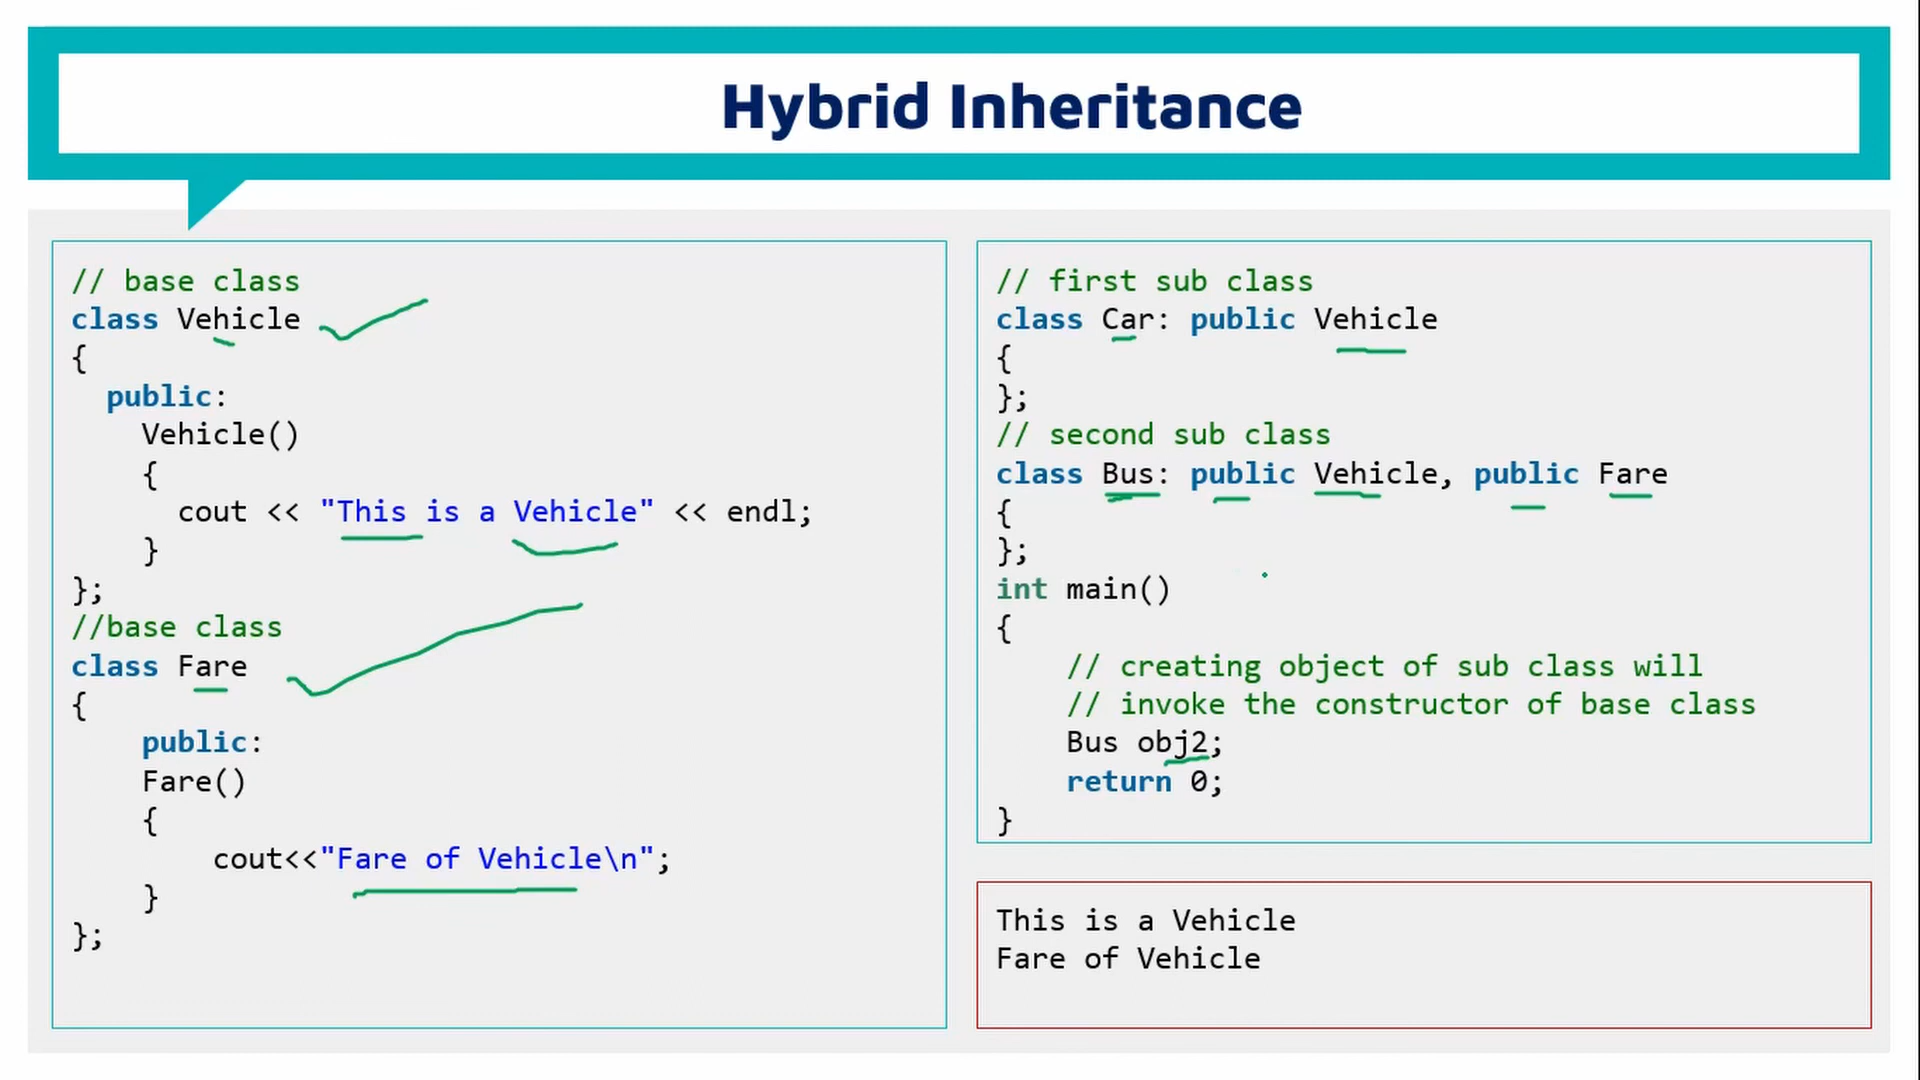 Hybrid Inheritance
// base class
class Vehicle
{
public:
Vehicle()
{
cout << "This is a Vehicle" << endl;
}
};
//base class
class Fare
{
public:
Fare()
{
cout<<"Fare of Vehicle\n";
}
};
// first sub class
class Car: public Vehicle
{
};
// second sub class
class Bus: public Vehicle, public Fare
{
};
int main()
{
// creating object of sub class will
// invoke the constructor of base class
Bus obj2;
return 0;
}
This is a Vehicle
Fare of Vehicle